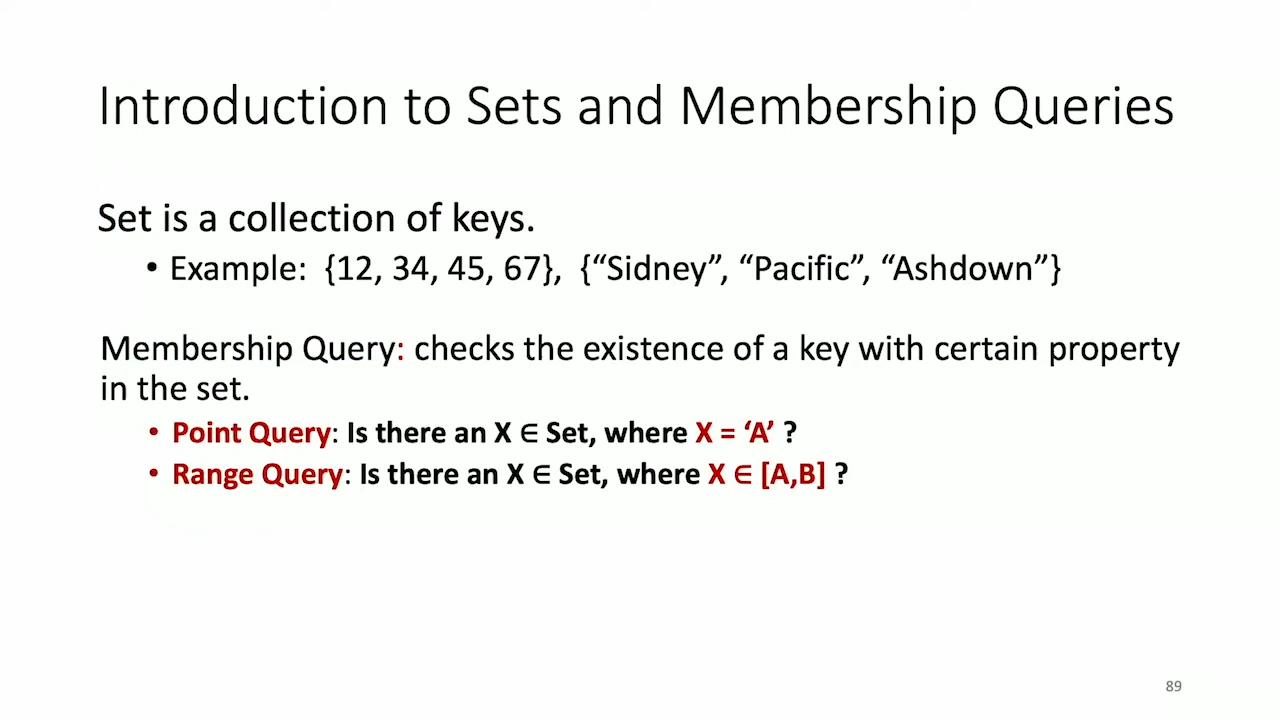 Introduction to Sets and Membership Queries
Set is a collection of keys.
• Example: {12, 34, 45, 67}, {“Sidney”, “Pacific”, “Ashdown”}
Membership Query: checks the existence of a key with certain property
in the set.
• Point Query: Is there an X ∈ Set, where X = ‘A’ ?
• Range Query: Is there an X ∈ Set, where X ∈ [A,B] ?
89